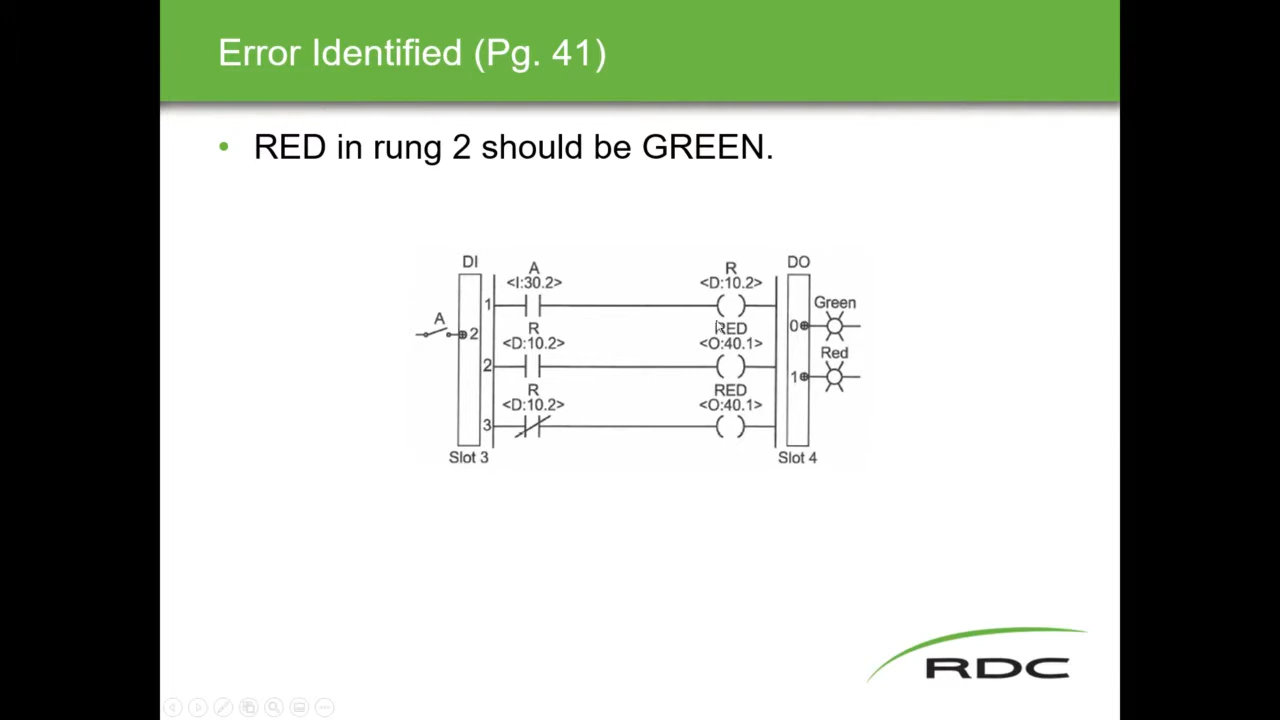 Error Identified (Pg. 41)
• RED in rung 2 should be GREEN.
DI
A
<I:30.2>
R
<D:10.2>
DO
1
Green
A
2
R
<D:10.2>
RED
<O:40.1>
0
2
Red
1
R
<D:10.2>
RED
<O:40.1>
3
Slot 3
Slot 4
RDC